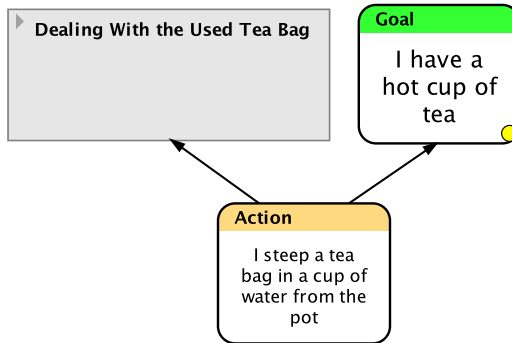 Dealing With the Used Tea Bag
Goal
I have a
hot cup of
tea
Action
I steep a tea
bag in a cup of
water from the
pot